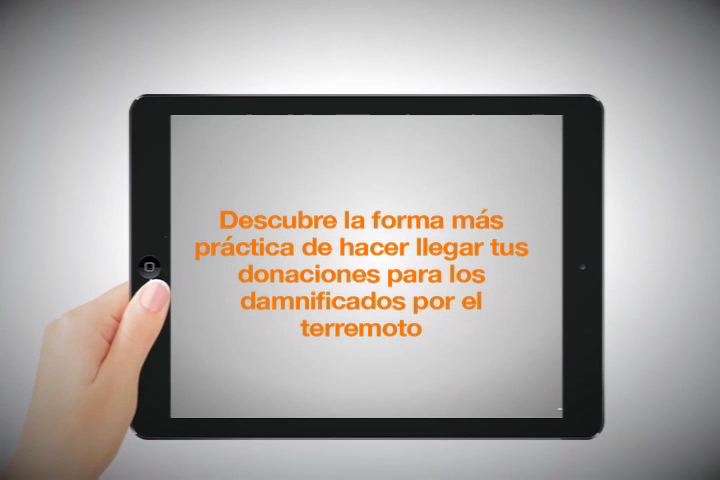 Descubre la forma más
práctica de hacer llegar tus
donaciones para los
damnificados por el
terremoto